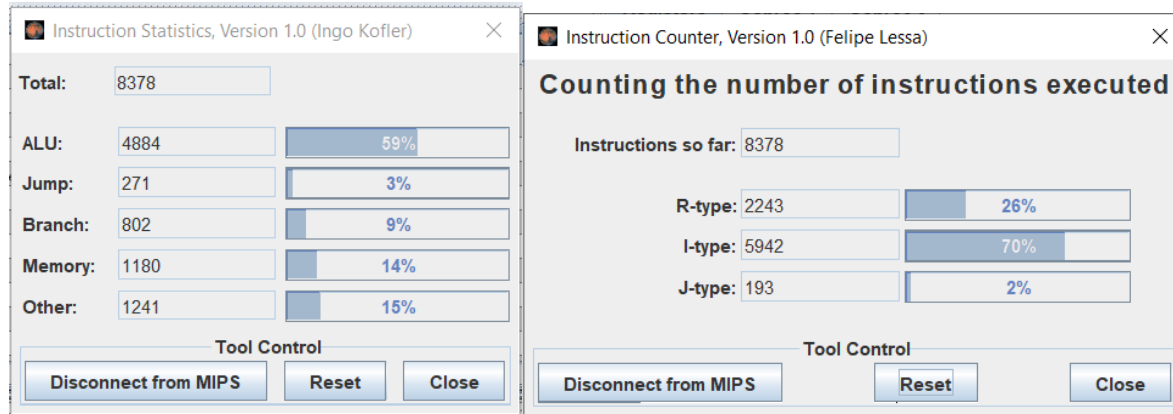 Instruction Statistics, Version 1.0 (Ingo Kofler)
Total: 8378
ALU: 4884 59%
Jump: 271 3%
Branch: 802 9%
Memory: 1180 14%
Other: 1241 15%
Tool Control
Disconnect from MIPS Reset Close
Instruction Counter, Version 1.0 (Felipe Lessa)
Counting the number of instructions executed
Instructions so far: 8378
R-type: 2243 26%
I-type: 5942 70%
J-type: 193 2%
Tool Control
Disconnect from MIPS Reset Close